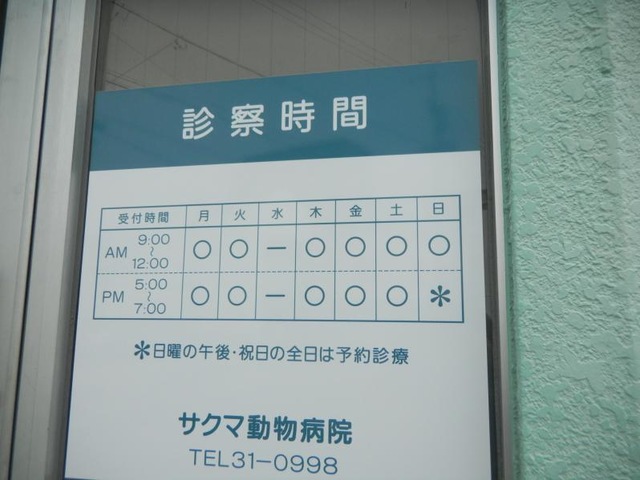 診察時間
受付時間 月 火 水 木 金 土 日
AM 9:00～12:00 ○ ○ ー ○ ○ ○ ○
PM 5:00～7:00 ○ ○ ー ○ ○ ○ ＊
＊日曜の午後・祝日の全日は予約診療
サクマ動物病院
TEL31-0998